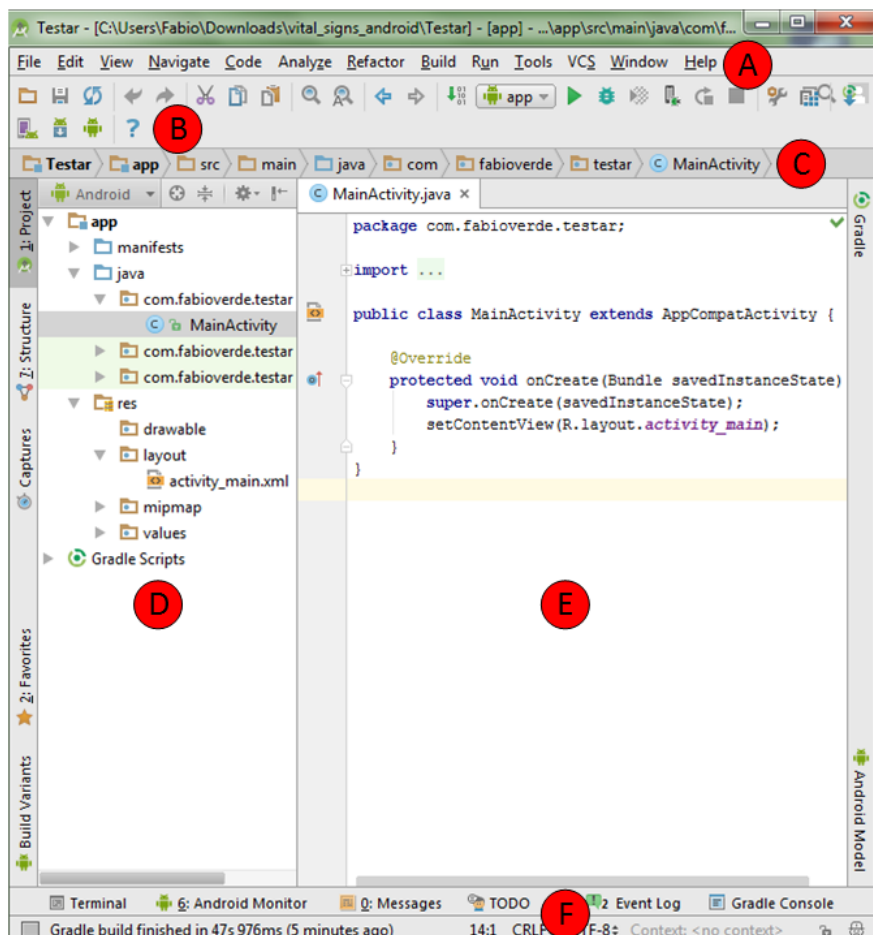 Testar - [C:\Users\Fabio\Downloads\vital_signs_android\Testar] - [app] - ...\app\src\main\java\com\f...
File Edit View Navigate Code Analyze Refactor Build Run Tools VCS Window Help
A
app
? B
Testar app src main java com fabioverde testar MainActivity C
1: Project
7: Structure
Captures
2: Favorites
Build Variants
Android
app
manifests
java
com.fabioverde.testar
MainActivity
com.fabioverde.testar
com.fabioverde.testar
res
drawable
layout
activity_main.xml
mipmap
values
Gradle Scripts
D
MainActivity.java
package com.fabioverde.testar;
import ...
public class MainActivity extends AppCompatActivity {
@Override
protected void onCreate(Bundle savedInstanceState)
super.onCreate(savedInstanceState);
setContentView(R.layout.activity_main);
}
}
E
Gradle
Android Model
Terminal 6: Android Monitor 0: Messages TODO 2 Event Log Gradle Console
F
Gradle build finished in 47s 976ms (5 minutes ago) 14:1 CRLF TF-8 Context: <no context>